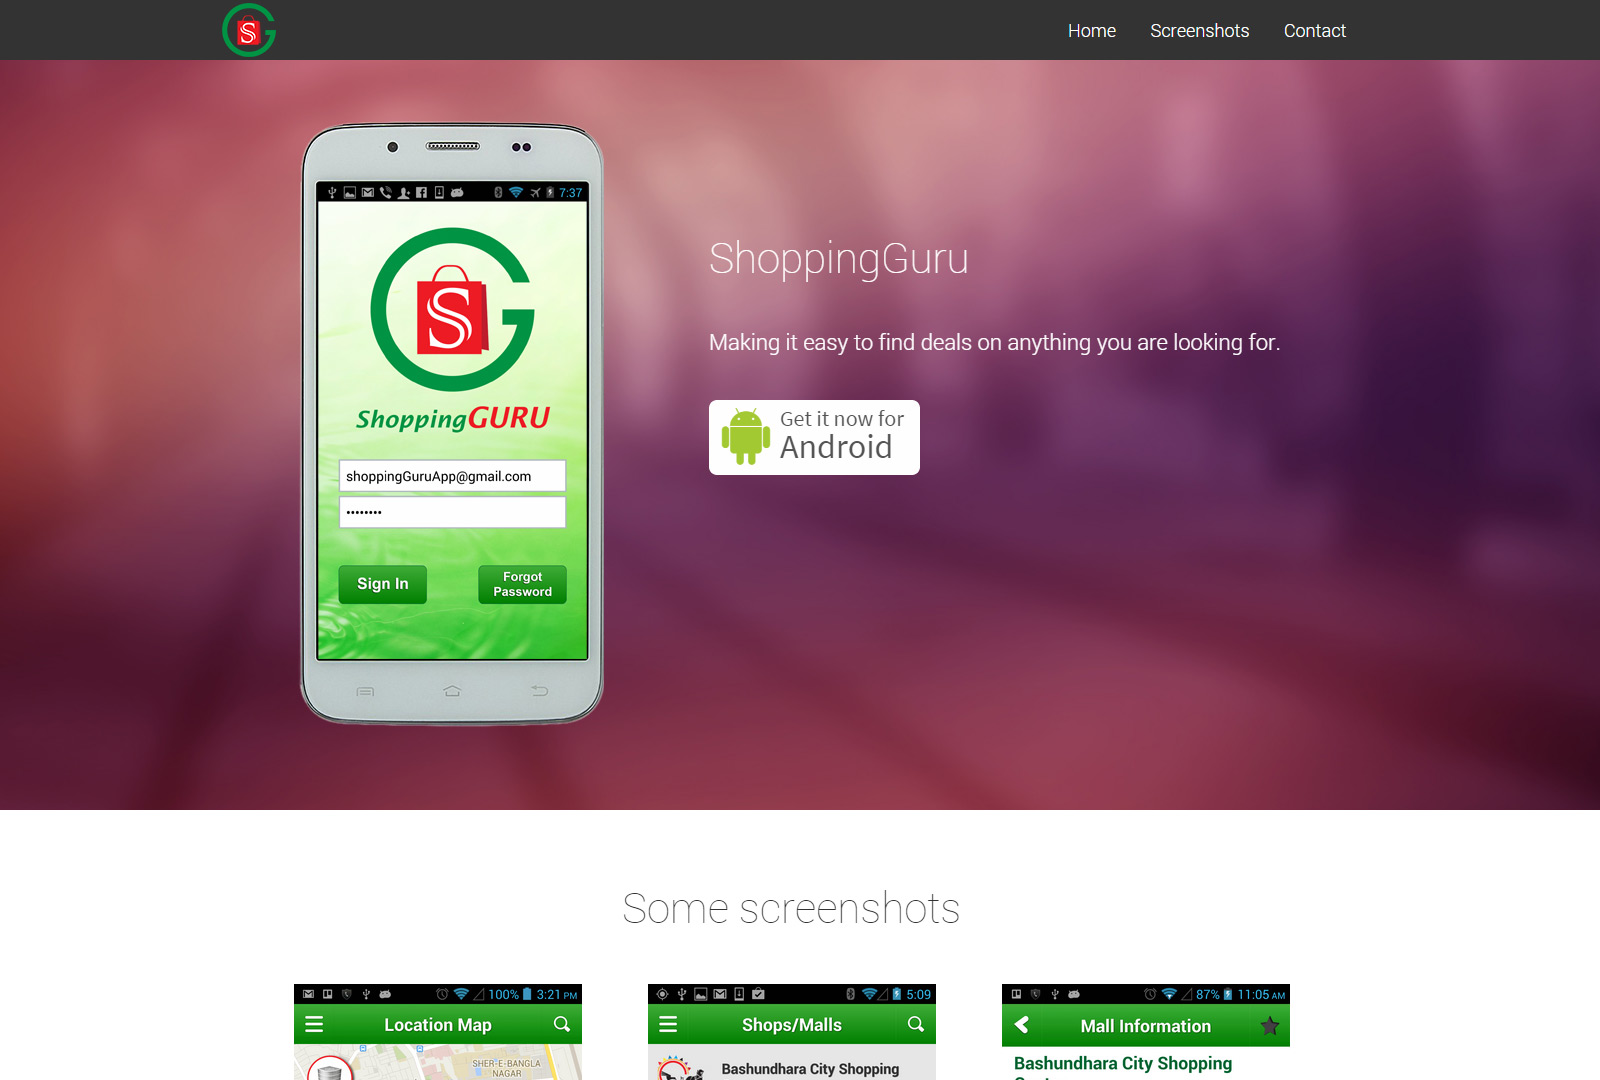 S
Home
Screenshots
Contact
7:37
S
ShoppingGURU
shoppingGuruApp@gmail.com
••••••••
Sign In
Forgot
Password
ShoppingGuru
Making it easy to find deals on anything you are looking for.
Get it now for
Android
Some screenshots
100% 3:21 PM
Location Map
SHER-E-BANGLA
NAGAR
5:09
Shops/Malls
Bashundhara City Shopping
87% 11:05 AM
Mall Information
Bashundhara City Shopping